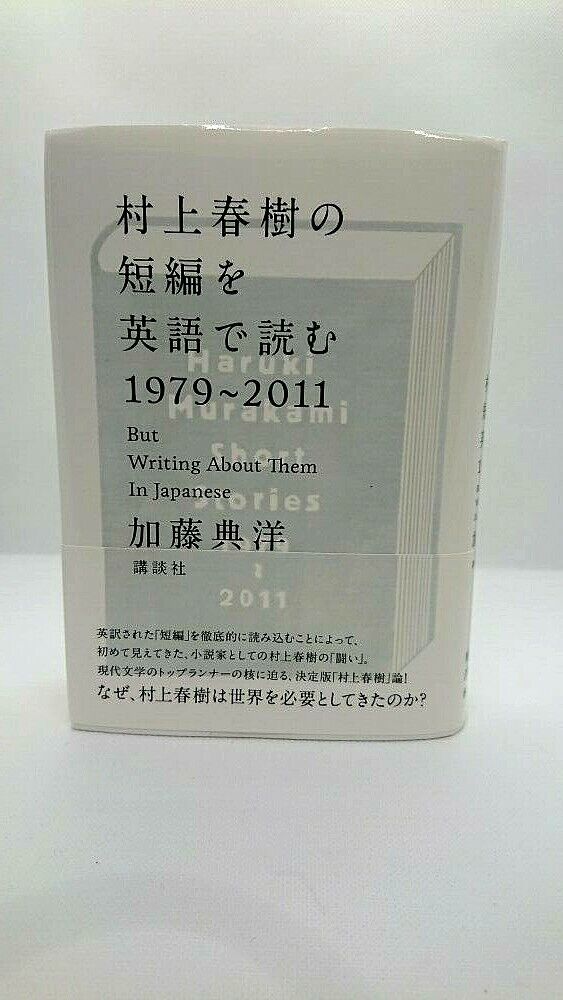 村上春樹の
短編を
英語で読む
1979~2011
Haruki
Murakami
Short
Stories
2011
But
Writing About Them
In Japanese
加藤典洋
講談社
英訳された「短編」を徹底的に読み込むことによって、
初めて見えてきた、小説家としての村上春樹の「闘い」。
現代文学のトップランナーの核に迫る、決定版「村上春樹」論!
なぜ、村上春樹は世界を必要としてきたのか?